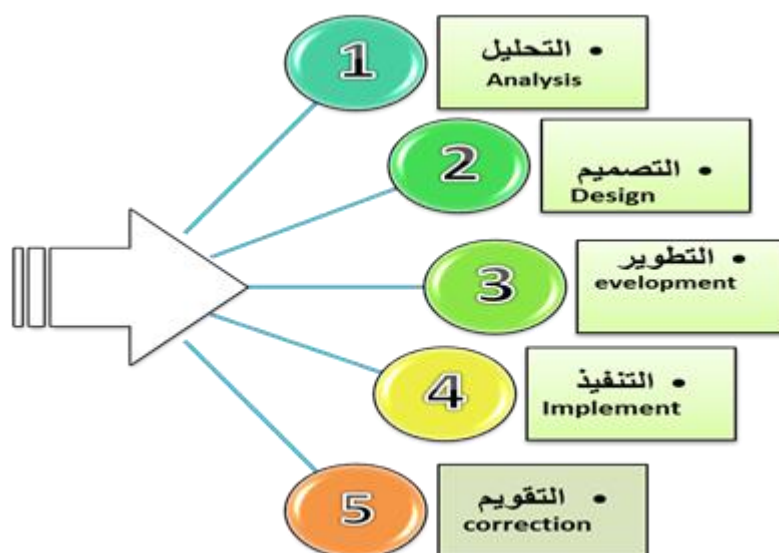 1
• التحليل
Analysis
2
• التصميم
Design
3
• التطوير
evelopment
4
• التنفيذ
Implement
5
• التقويم
correction